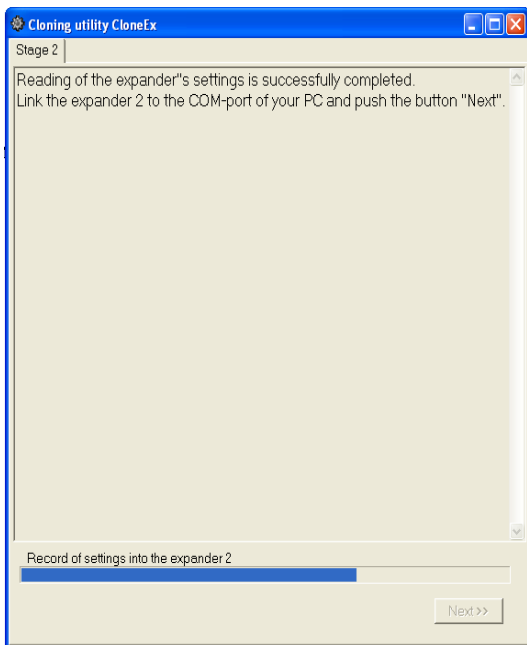 Cloning utility CloneEx
Stage 2
Reading of the expander"s settings is successfully completed.
Link the expander 2 to the COM-port of your PC and push the button "Next".
Record of settings into the expander 2
Next >>